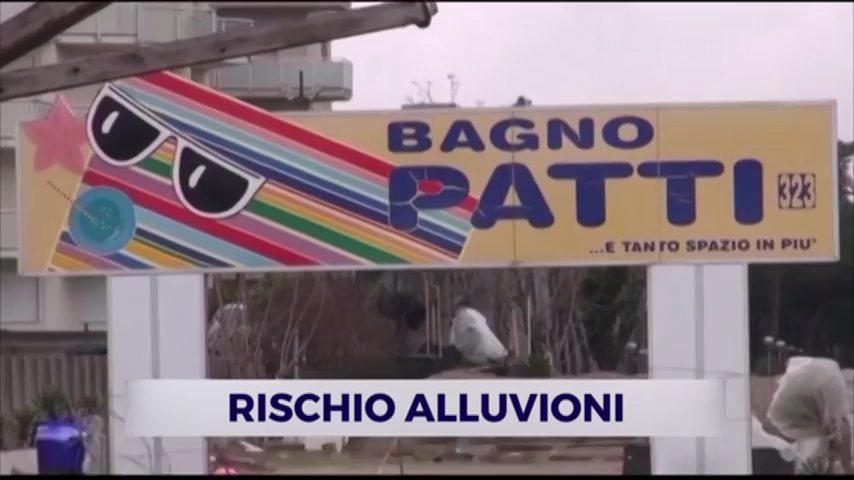 BAGNO
PATTI
323
...E TANTO SPAZIO IN PIU'
RISCHIO ALLUVIONI